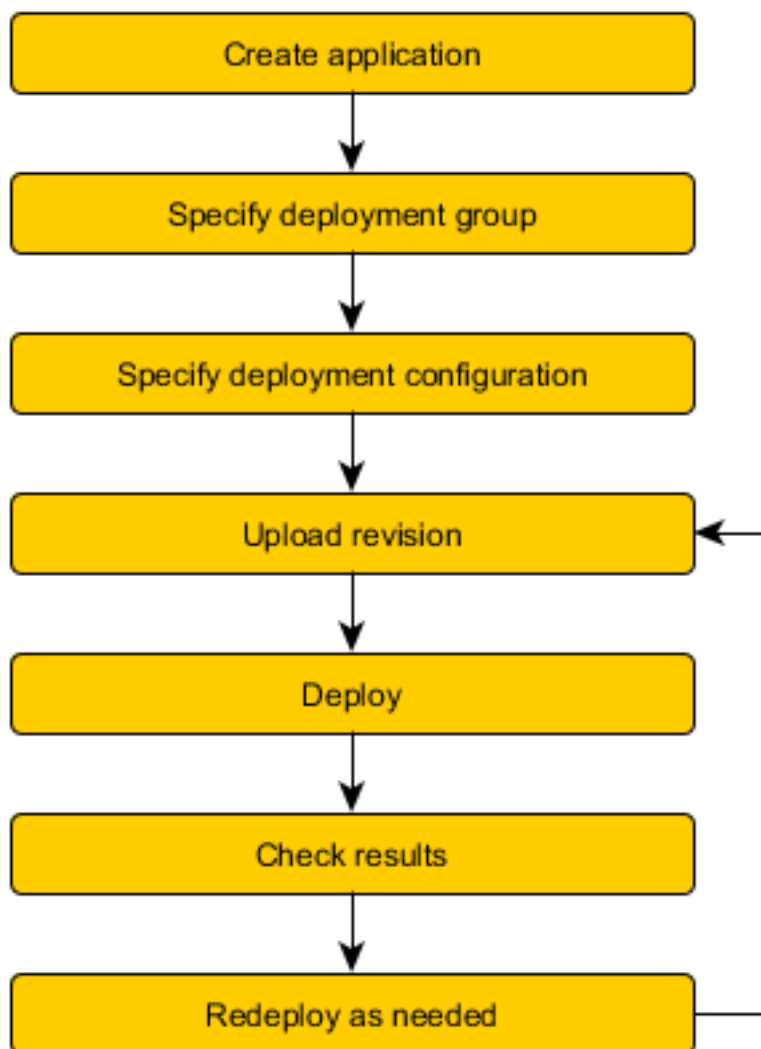 Create application
Specify deployment group
Specify deployment configuration
Upload revision
Deploy
Check results
Redeploy as needed